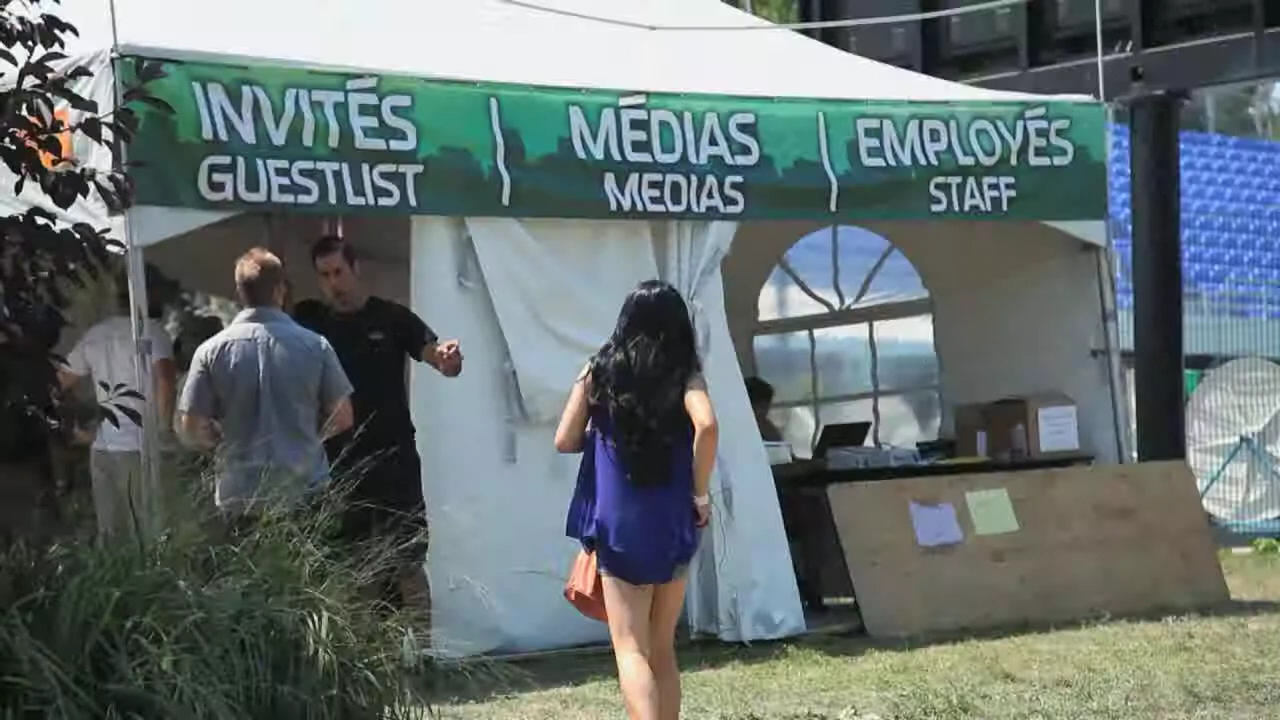 INVITÉS
GUESTLIST
MÉDIAS
MEDIAS
EMPLOYÉS
STAFF